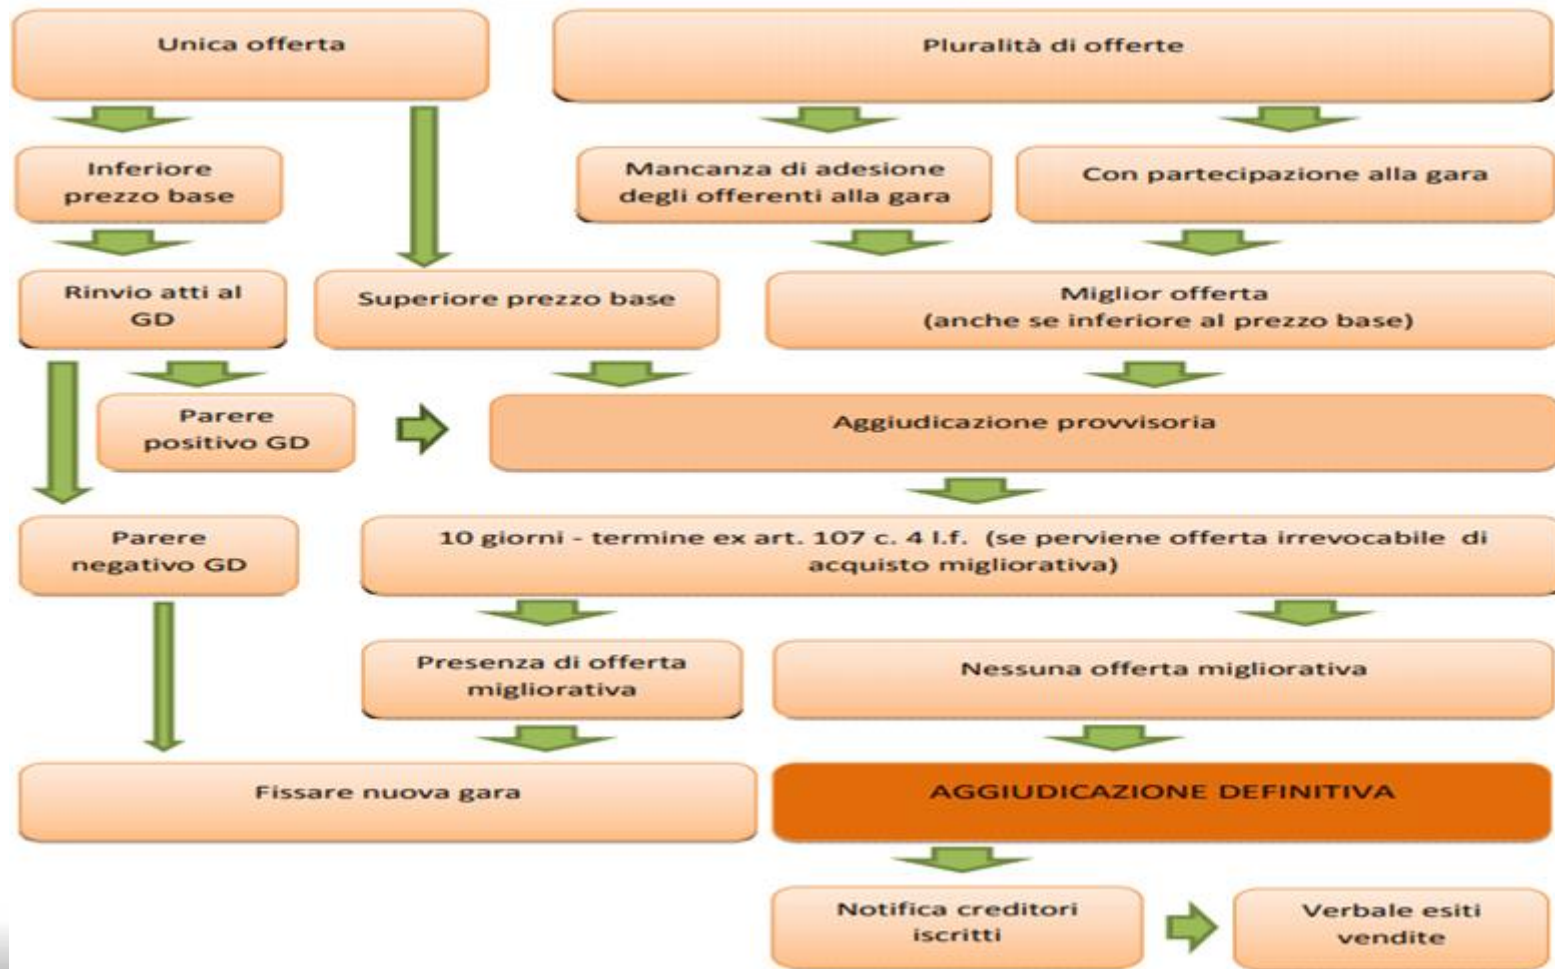 Unica offerta
Pluralità di offerte
Inferiore
prezzo base
Mancanza di adesione
degli offerenti alla gara
Con partecipazione alla gara
Rinvio atti al
GD
Superiore prezzo base
Miglior offerta
(anche se inferiore al prezzo base)
Parere
positivo GD
Aggiudicazione provvisoria
Parere
negativo GD
10 giorni - termine ex art. 107 c. 4 l.f. (se perviene offerta irrevocabile di
acquisto migliorativa)
Presenza di offerta
migliorativa
Nessuna offerta migliorativa
Fissare nuova gara
AGGIUDICAZIONE DEFINITIVA
Notifica creditori
iscritti
Verbale esiti
vendite